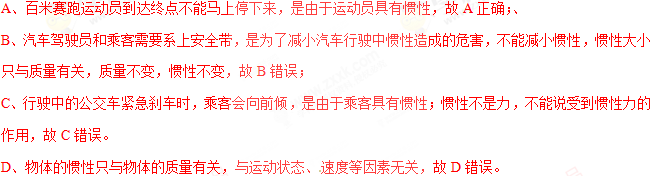 A、百米赛跑运动员到达终点不能马上停下来，是由于运动员具有惯性，故 A 正确；、
B、汽车驾驶员和乘客需要系上安全带，是为了减小汽车行驶中惯性造成的危害，不能减小惯性，惯性大小
只与质量有关，质量不变，惯性不变，故 B 错误；
C、行驶中的公交车紧急刹车时，乘客会向前倾，是由于乘客具有惯性；惯性不是力，不能说受到惯性力的
作用，故 C 错误。
D、物体的惯性只与物体的质量有关，与运动状态、速度等因素无关，故 D 错误。